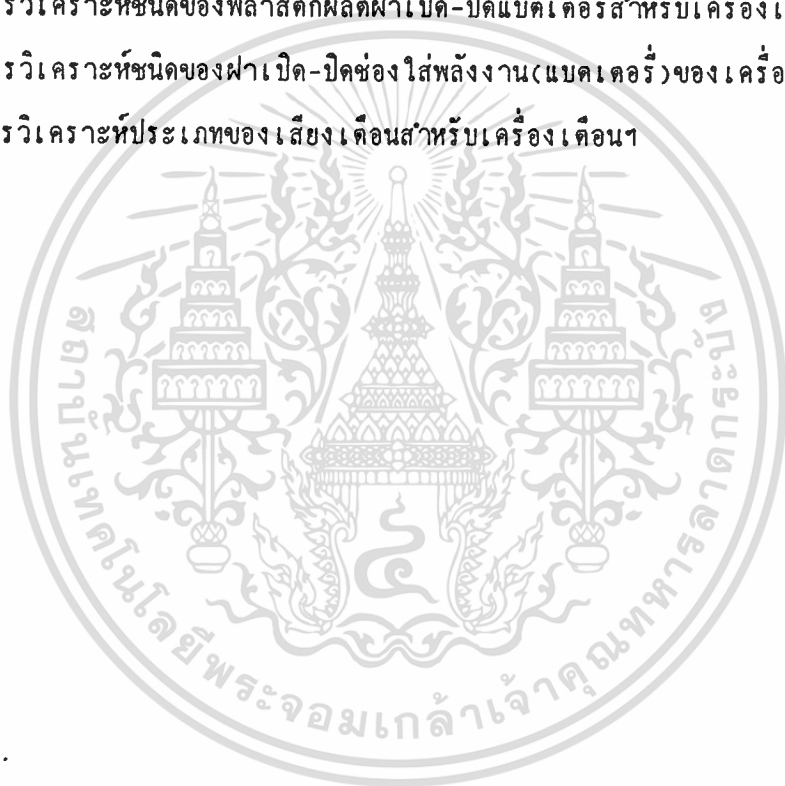 รวิเคราะห์ชนิดของพลาสติกผลิตฝาเปิด-ปิดแบตเตอรี่สำหรับเครื่องเ
รวิเคราะห์ชนิดของฝาเปิด-ปิดช่องใส่พลังงาน(แบตเตอรี่)ของเครื่อ
รวิเคราะห์ประเภทของเสียงเตือนสำหรับเครื่องเตือนฯ
สถาบันเทคโนโลยีพระจอมเกล้าเจ้าคุณทหารลาดกระบัง